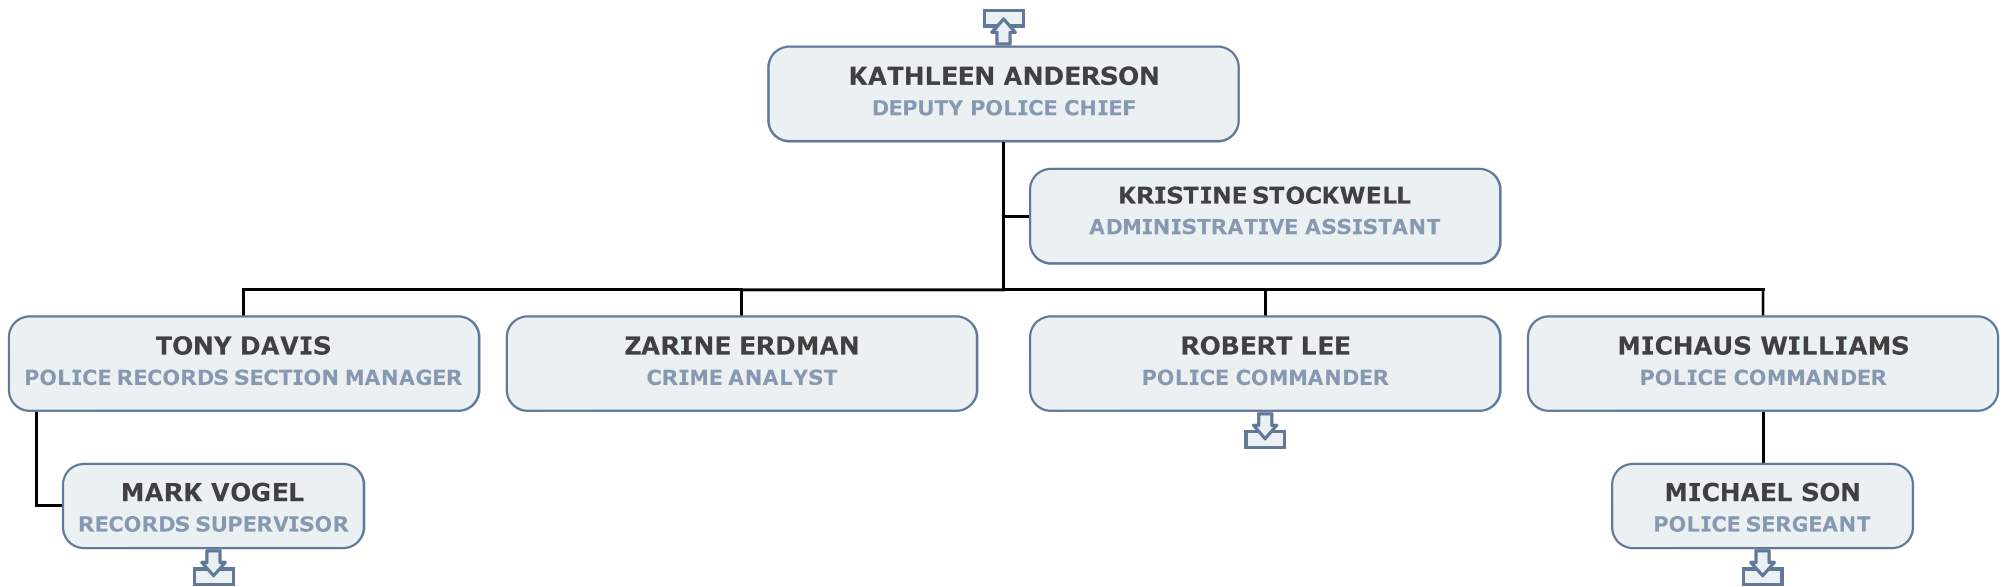 KATHLEEN ANDERSON
DEPUTY POLICE CHIEF
KRISTINE STOCKWELL
ADMINISTRATIVE ASSISTANT
TONY DAVIS
POLICE RECORDS SECTION MANAGER
ZARINE ERDMAN
CRIME ANALYST
ROBERT LEE
POLICE COMMANDER
MICHAUS WILLIAMS
POLICE COMMANDER
MARK VOGEL
RECORDS SUPERVISOR
MICHAEL SON
POLICE SERGEANT